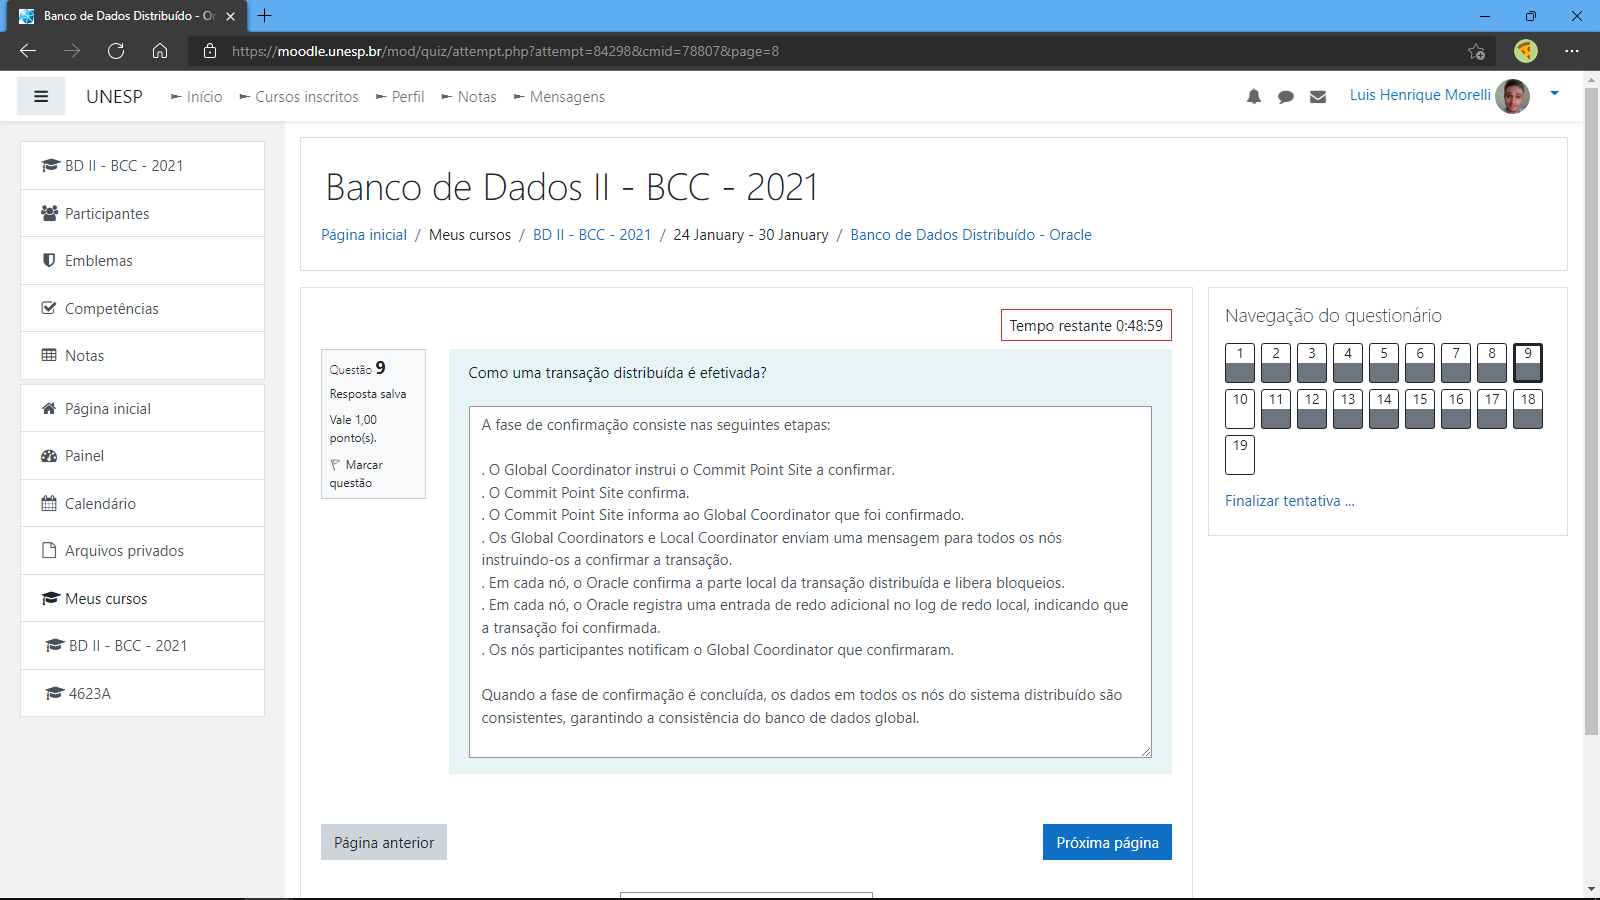 Banco de Dados Distribuído - Or
https://moodle.unesp.br/mod/quiz/attempt.php?attempt=84298&cmid=78807&page=8
UNESP
Início
Cursos inscritos
Perfil
Notas
Mensagens
Luis Henrique Morelli
BD II - BCC - 2021
Participantes
Emblemas
Competências
Notas
Página inicial
Painel
Calendário
Arquivos privados
Meus cursos
BD II - BCC - 2021
4623A
Banco de Dados II - BCC - 2021
Página inicial / Meus cursos / BD II - BCC - 2021 / 24 January - 30 January / Banco de Dados Distribuído - Oracle
Tempo restante 0:48:59
Questão 9
Resposta salva
Vale 1,00
ponto(s).
Marcar
questão
Como uma transação distribuída é efetivada?
A fase de confirmação consiste nas seguintes etapas:
. O Global Coordinator instrui o Commit Point Site a confirmar.
. O Commit Point Site confirma.
. O Commit Point Site informa ao Global Coordinator que foi confirmado.
. Os Global Coordinators e Local Coordinator enviam uma mensagem para todos os nós
instruindo-os a confirmar a transação.
. Em cada nó, o Oracle confirma a parte local da transação distribuída e libera bloqueios.
. Em cada nó, o Oracle registra uma entrada de redo adicional no log de redo local, indicando que
a transação foi confirmada.
. Os nós participantes notificam o Global Coordinator que confirmaram.
Quando a fase de confirmação é concluída, os dados em todos os nós do sistema distribuído são
consistentes, garantindo a consistência do banco de dados global.
Página anterior
Próxima página
Navegação do questionário
1 2 3 4 5 6 7 8 9
10 11 12 13 14 15 16 17 18
19
Finalizar tentativa ...